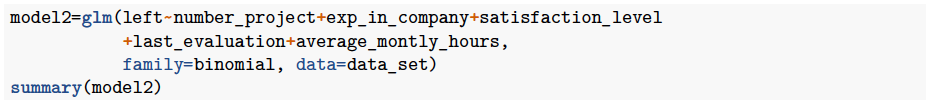 model2=glm(left~number_project+exp_in_company+satisfaction_level
+last_evaluation+average_montly_hours,
family=binomial, data=data_set)
summary(model2)